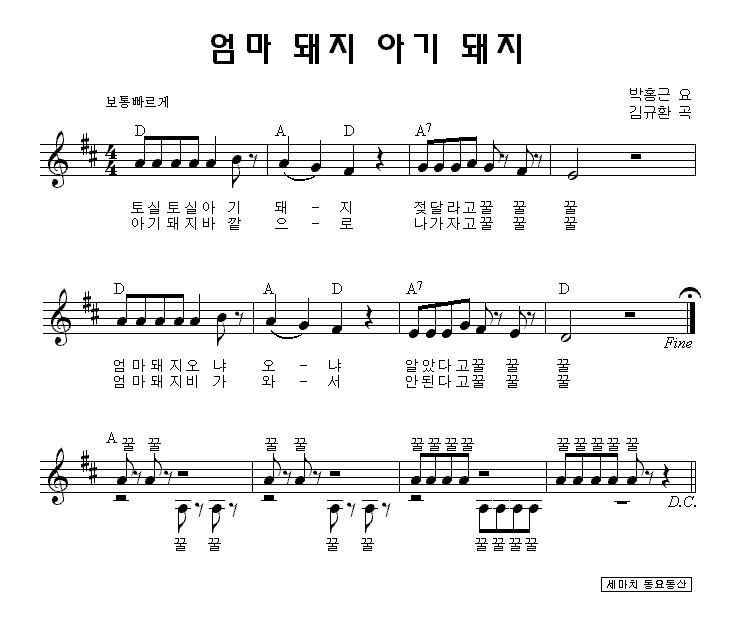 엄마 돼지 아기 돼지
보통빠르게
박홍근 요
김규환 곡
D A D A7
4
4
토실토실아 기 돼 - 지 젖달라고꿀 꿀 꿀
아기돼지바 깥 으 - 로 나가자고꿀 꿀 꿀
D A D A7 D
Fine
엄마돼지오 냐 오 - 냐 알았다고꿀 꿀 꿀
엄마돼지비 가 와 - 서 안된다고꿀 꿀 꿀
A 꿀 꿀 꿀 꿀 꿀꿀꿀꿀 꿀꿀꿀꿀 꿀
D.C.
꿀 꿀 꿀 꿀 꿀꿀꿀꿀
세마치 동요동산